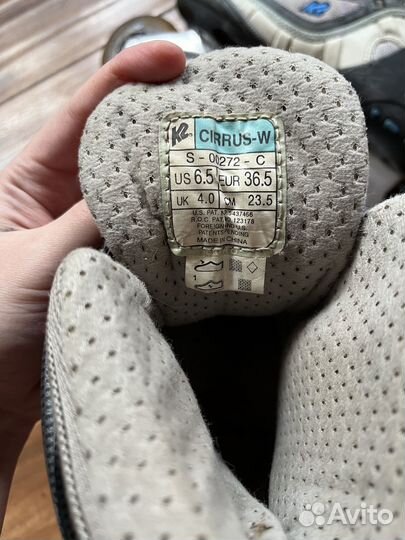 K2 CIRRUS-W
S - 00272 - C
US 6.5 EUR 36.5
UK 4.0 CM 23.5
U.S. PAT. Nº 5437466
R.O.C. PAT. Nº 123178
FOREIGN AND U.S.
PATENTS PENDING
MADE IN CHINA
Avito